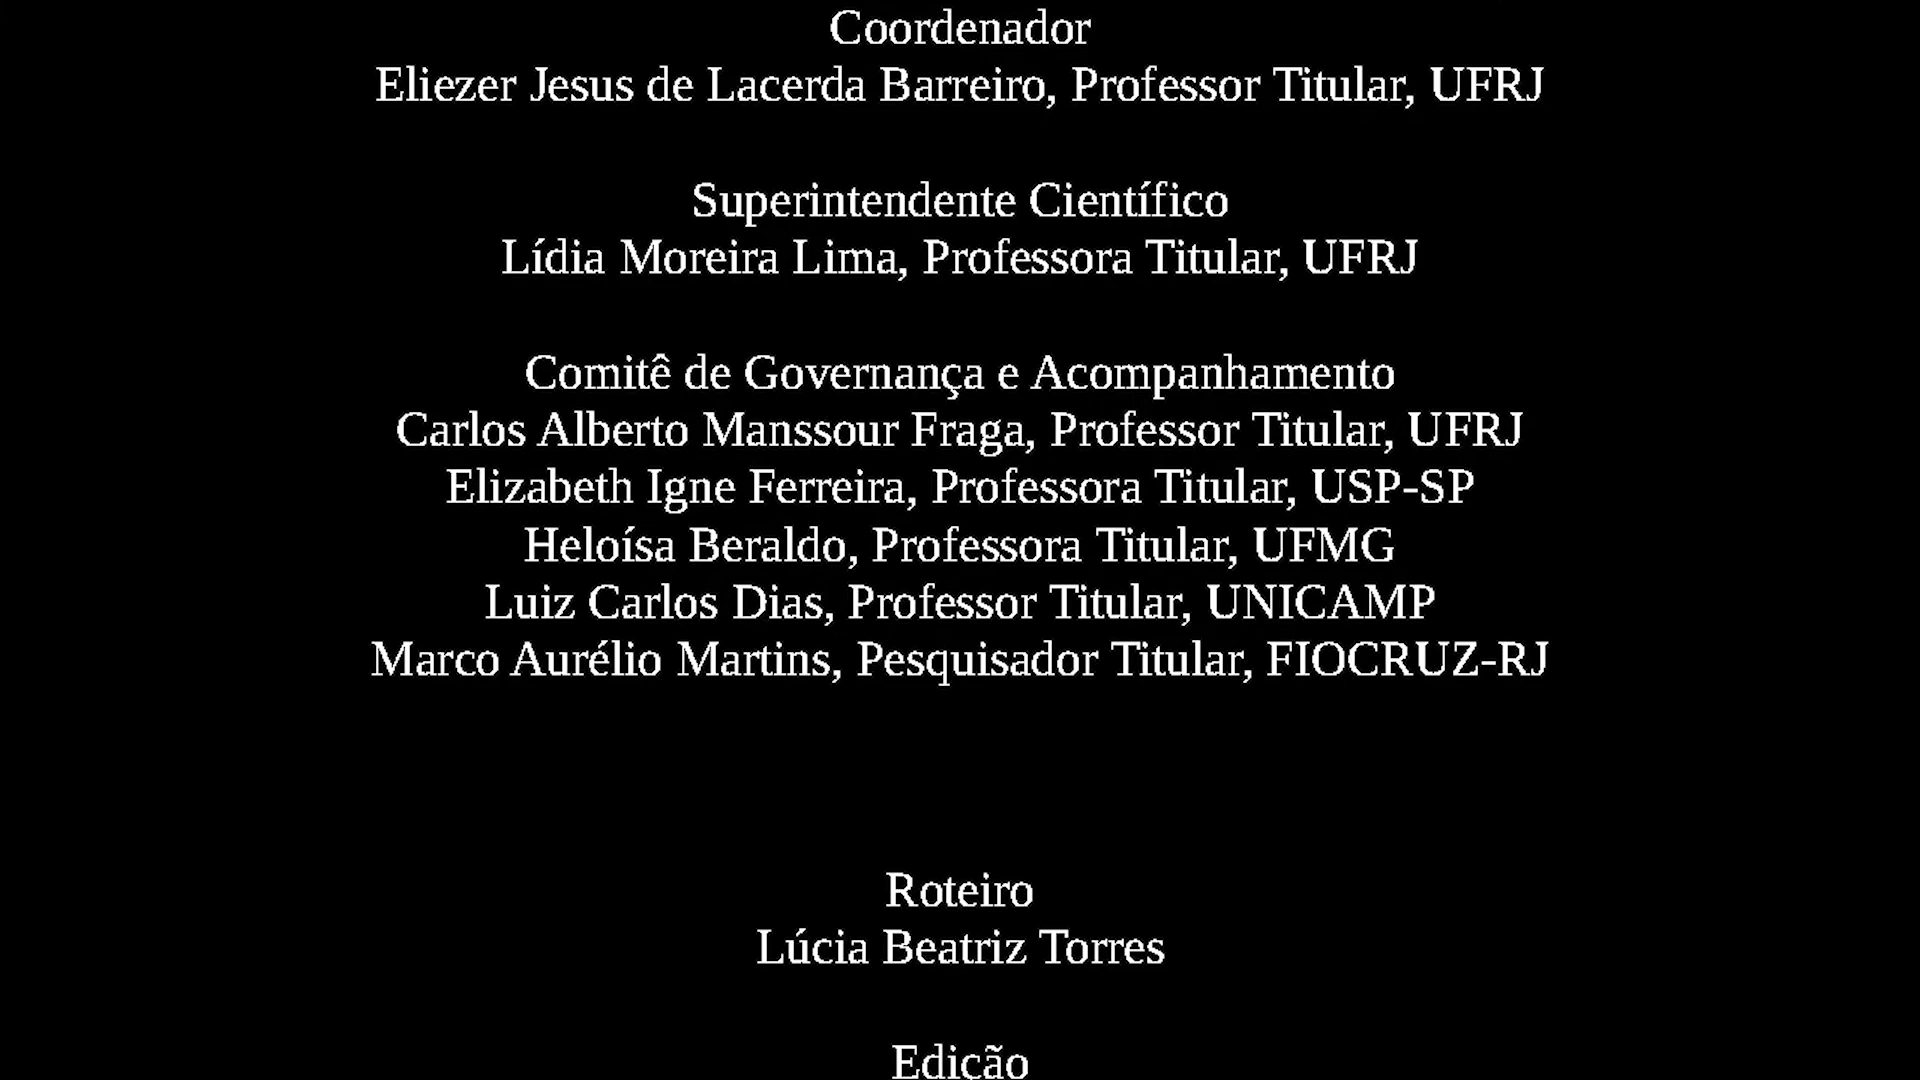 Coordenador
Eliezer Jesus de Lacerda Barreiro, Professor Titular, UFRJ
Superintendente Científico
Lídia Moreira Lima, Professora Titular, UFRJ
Comitê de Governança e Acompanhamento
Carlos Alberto Manssour Fraga, Professor Titular, UFRJ
Elizabeth Igne Ferreira, Professora Titular, USP-SP
Heloísa Beraldo, Professora Titular, UFMG
Luiz Carlos Dias, Professor Titular, UNICAMP
Marco Aurélio Martins, Pesquisador Titular, FIOCRUZ-RJ
Roteiro
Lúcia Beatriz Torres
Edição